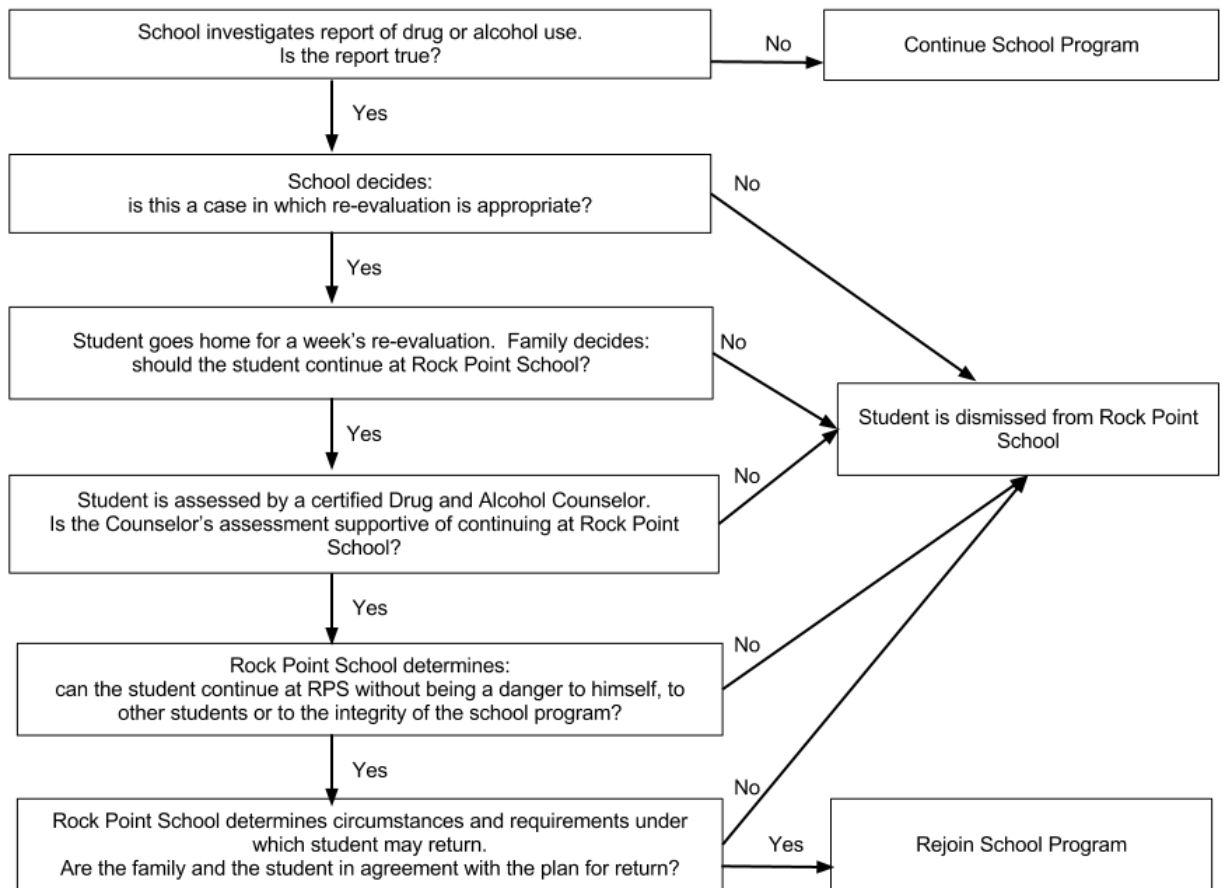 School investigates report of drug or alcohol use.
Is the report true?
No
Continue School Program
Yes
School decides:
is this a case in which re-evaluation is appropriate?
No
Yes
Student goes home for a week's re-evaluation.  Family decides:
should the student continue at Rock Point School?
No
Student is dismissed from Rock Point
School
Yes
Student is assessed by a certified Drug and Alcohol Counselor.
Is the Counselor's assessment supportive of continuing at Rock Point
School?
No
Yes
Rock Point School determines:
can the student continue at RPS without being a danger to himself, to
other students or to the integrity of the school program?
No
Yes
Rock Point School determines circumstances and requirements under
which student may return.
Are the family and the student in agreement with the plan for return?
No
Yes
Rejoin School Program